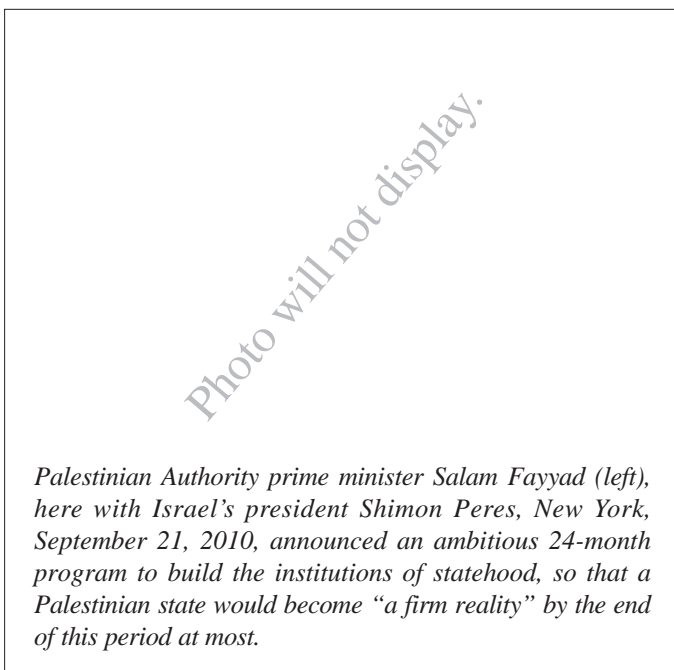 Photo will not display.
Palestinian Authority prime minister Salam Fayyad (left),
here with Israel’s president Shimon Peres, New York,
September 21, 2010, announced an ambitious 24-month
program to build the institutions of statehood, so that a
Palestinian state would become “a firm reality” by the end
of this period at most.